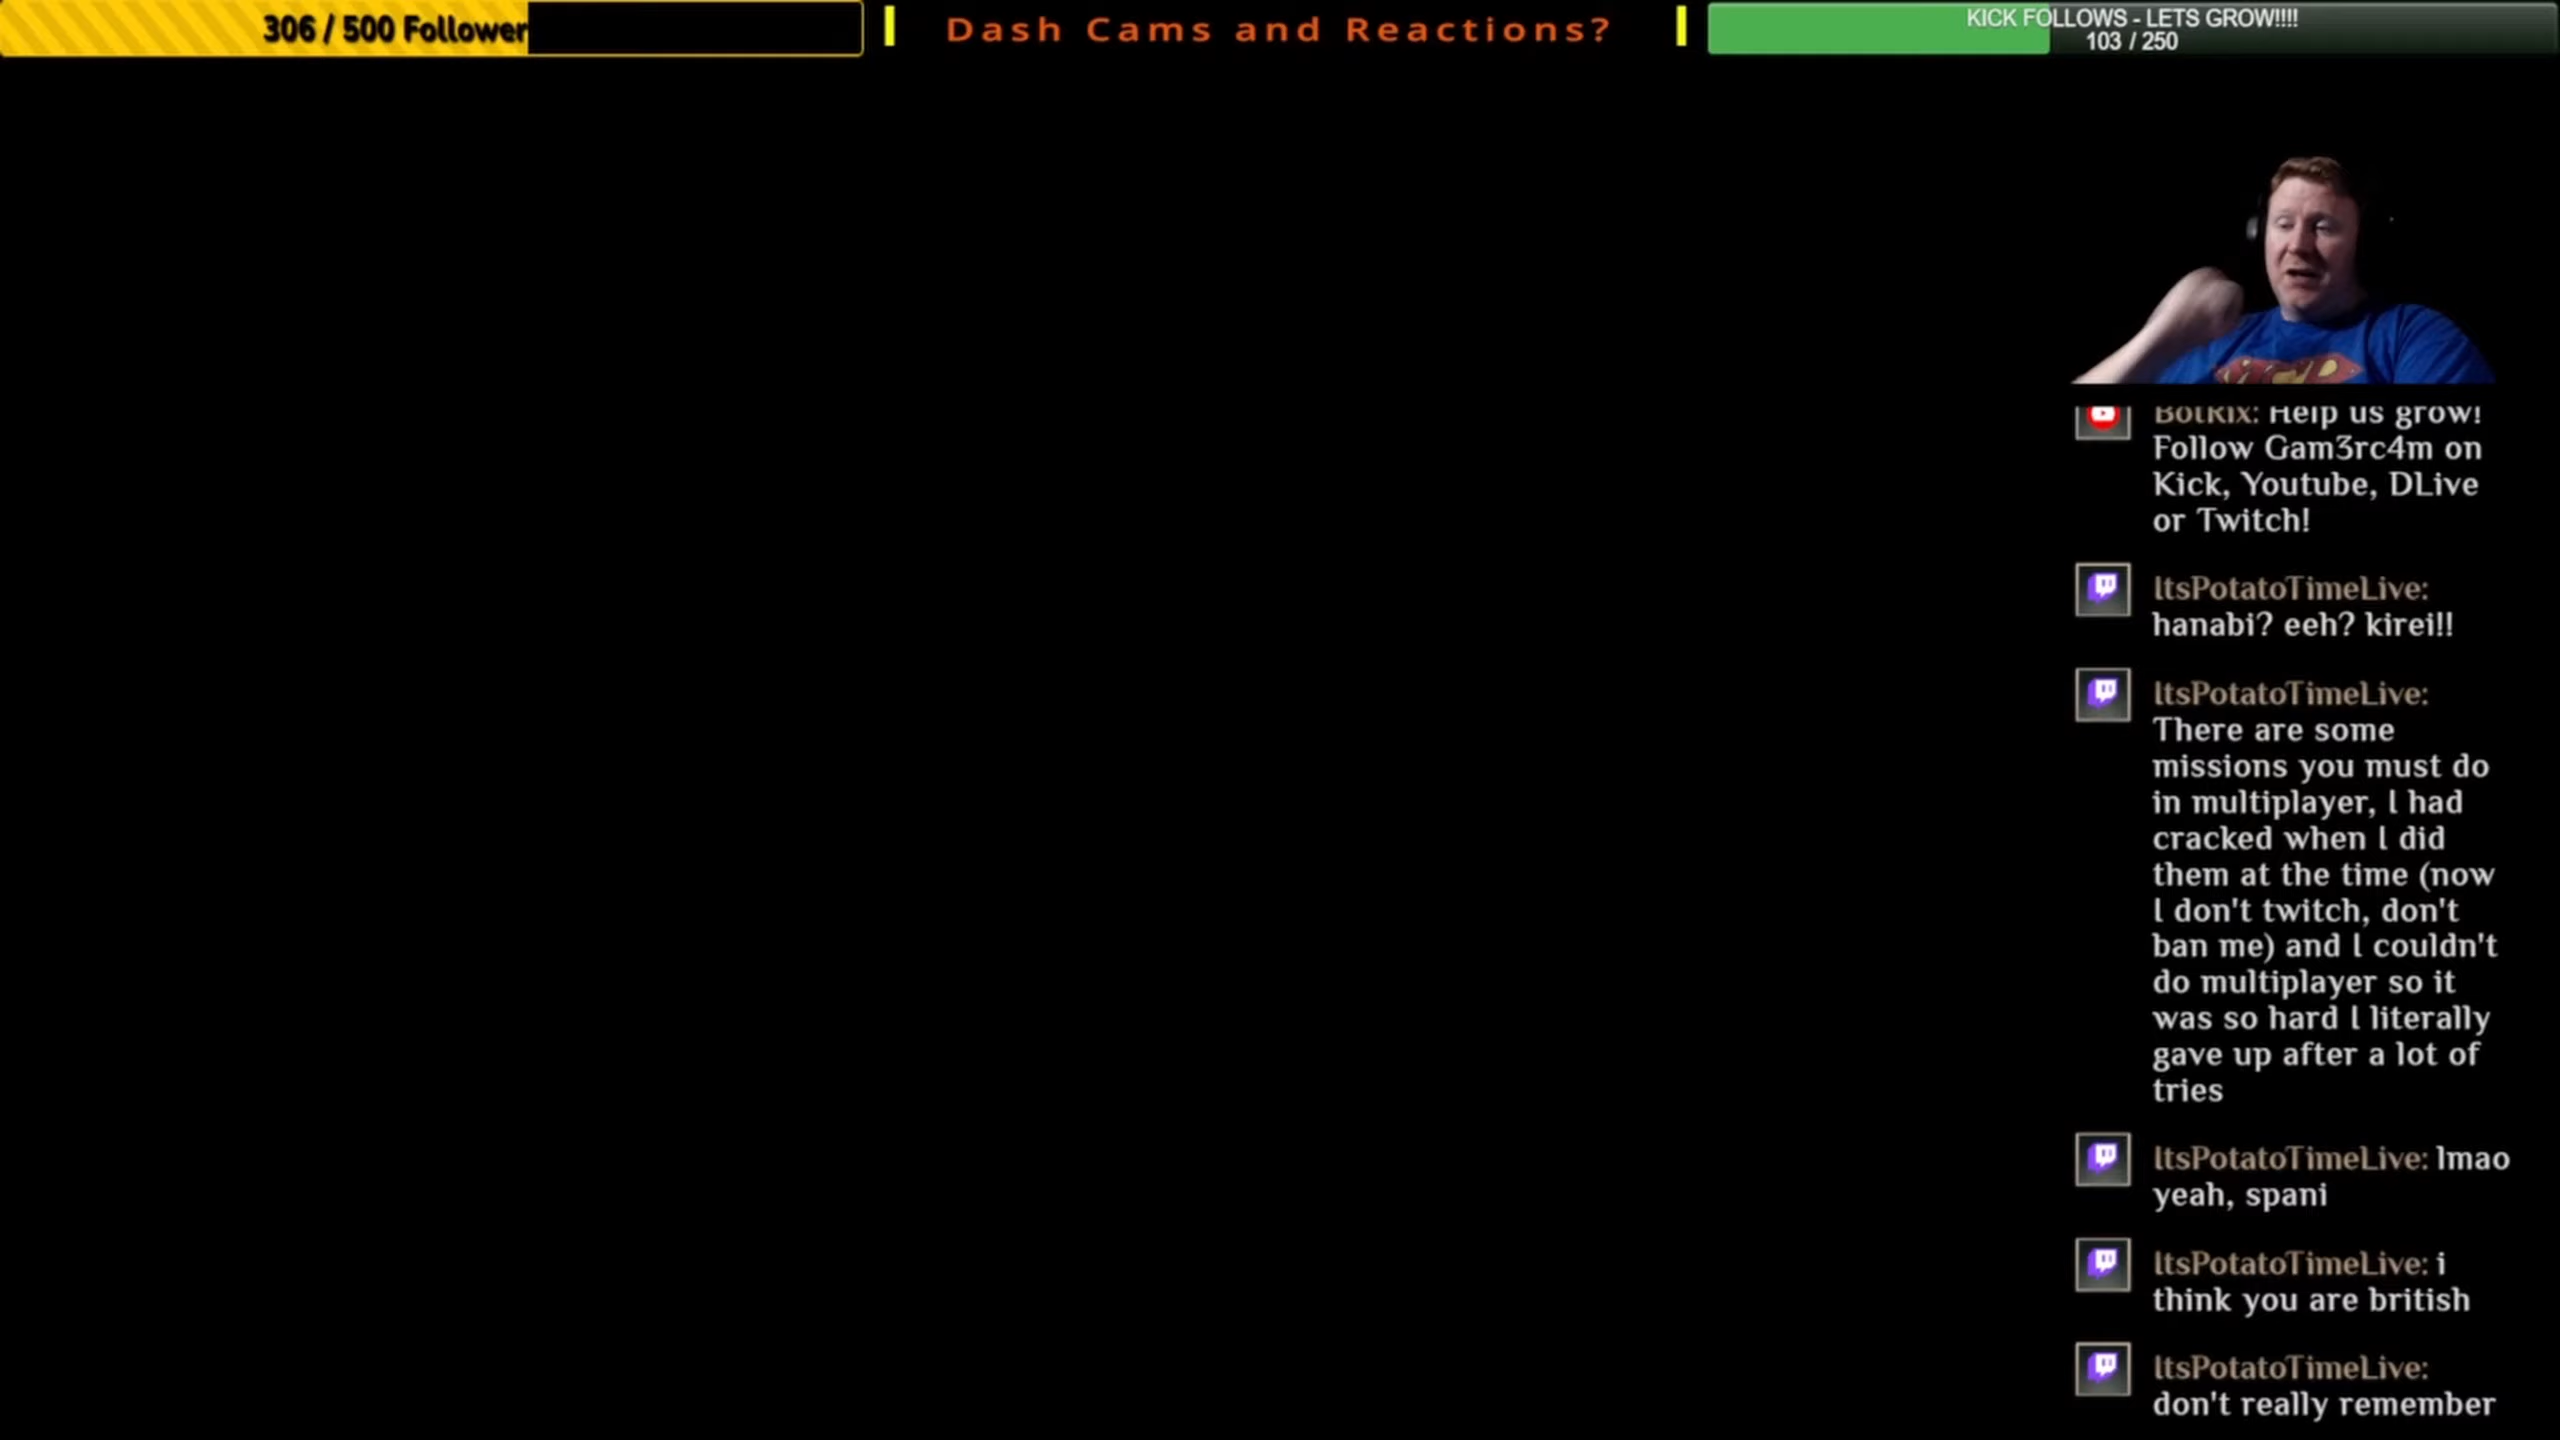 306 / 500 Follower
Dash Cams and Reactions?
KICK FOLLOWS - LETS GROW!!!!
103 / 250
BotRix: Help us grow!
Follow Gam3rc4m on
Kick, Youtube, DLive
or Twitch!
ItsPotatoTimeLive:
hanabi? eeh? kirei!!
ItsPotatoTimeLive:
There are some
missions you must do
in multiplayer, I had
cracked when I did
them at the time (now
I don't twitch, don't
ban me) and I couldn't
do multiplayer so it
was so hard I literally
gave up after a lot of
tries
ItsPotatoTimeLive: lmao
yeah, spani
ItsPotatoTimeLive: i
think you are british
ItsPotatoTimeLive:
don't really remember